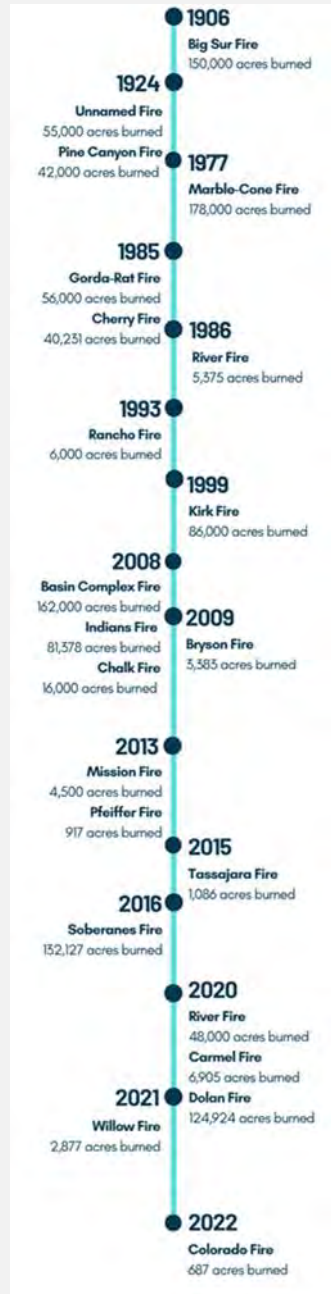 1906
Big Sur Fire
150,000 acres burned
1924
Unnamed Fire
55,000 acres burned
Pine Canyon Fire
42,000 acres burned
1977
Marble-Cone Fire
178,000 acres burned
1985
Gorda-Rat Fire
56,000 acres burned
Cherry Fire
40,231 acres burned
1986
River Fire
5,375 acres burned
1993
Rancho Fire
6,000 acres burned
1999
Kirk Fire
86,000 acres burned
2008
Basin Complex Fire
162,000 acres burned
Indians Fire
81,378 acres burned
Chalk Fire
16,000 acres burned
2009
Bryson Fire
3,383 acres burned
2013
Mission Fire
4,500 acres burned
Pfeiffer Fire
917 acres burned
2015
Tassajara Fire
1,086 acres burned
2016
Soberanes Fire
132,127 acres burned
2020
River Fire
48,000 acres burned
Carmel Fire
6,905 acres burned
Dolan Fire
124,924 acres burned
2021
Willow Fire
2,877 acres burned
2022
Colorado Fire
687 acres burned